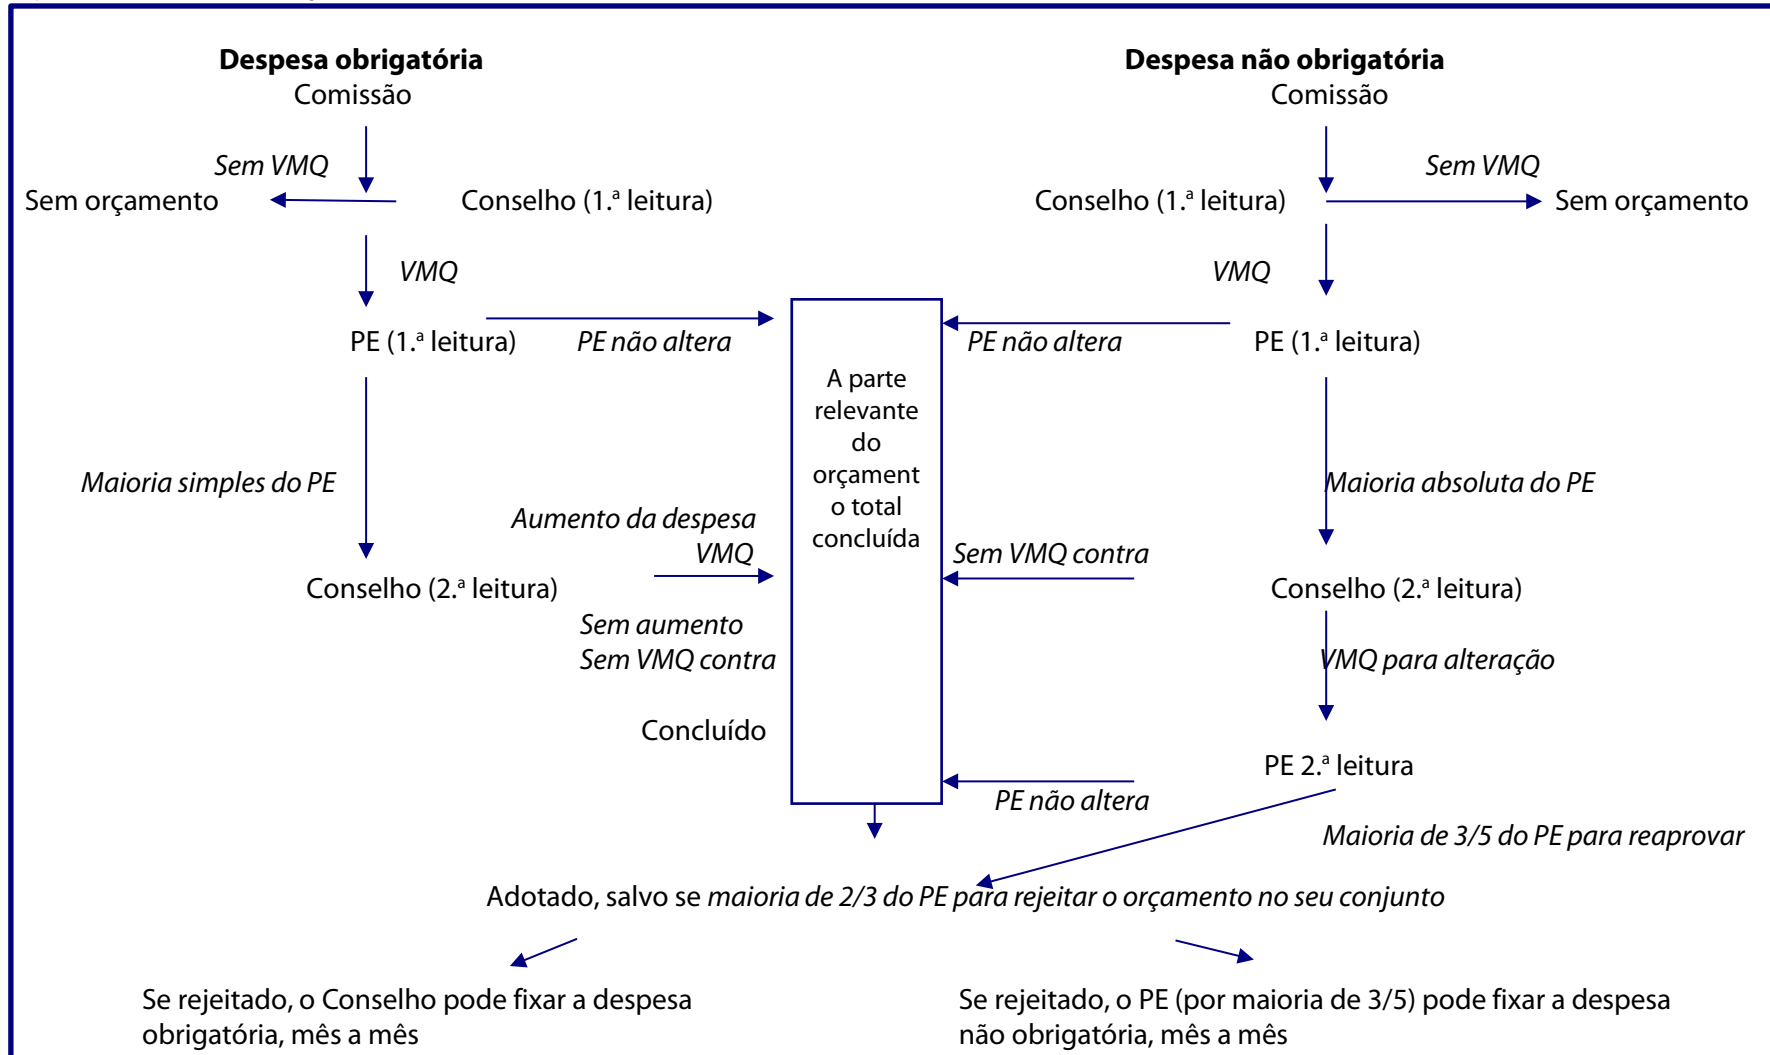 Despesa obrigatória
Despesa não obrigatória
Comissão
Comissão
Sem VMQ
Sem VMQ
Sem orçamento
Conselho (1.ª leitura)
Conselho (1.ª leitura)
Sem orçamento
VMQ
VMQ
PE (1.ª leitura)
PE não altera
PE não altera
PE (1.ª leitura)
A parte
relevante
do
orçament
o total
concluída
Maioria simples do PE
Maioria absoluta do PE
Aumento da despesa
VMQ
Sem VMQ contra
Conselho (2.ª leitura)
Conselho (2.ª leitura)
Sem aumento
Sem VMQ contra
VMQ para alteração
Concluído
PE 2.ª leitura
PE não altera
Maioria de 3/5 do PE para reaprovar
Adotado, salvo se maioria de 2/3 do PE para rejeitar o orçamento no seu conjunto
Se rejeitado, o Conselho pode fixar a despesa
obrigatória, mês a mês
Se rejeitado, o PE (por maioria de 3/5) pode fixar a despesa
não obrigatória, mês a mês